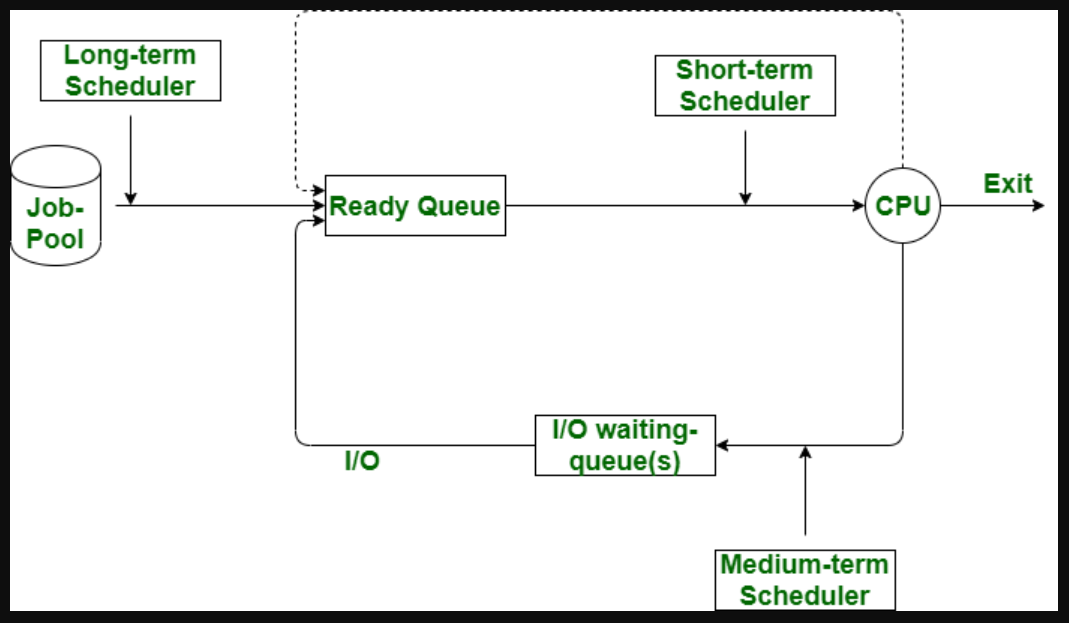 Long-term
Scheduler
Short-term
Scheduler
Job-
Pool
Ready Queue
CPU
Exit
I/O waiting-
queue(s)
I/O
Medium-term
Scheduler